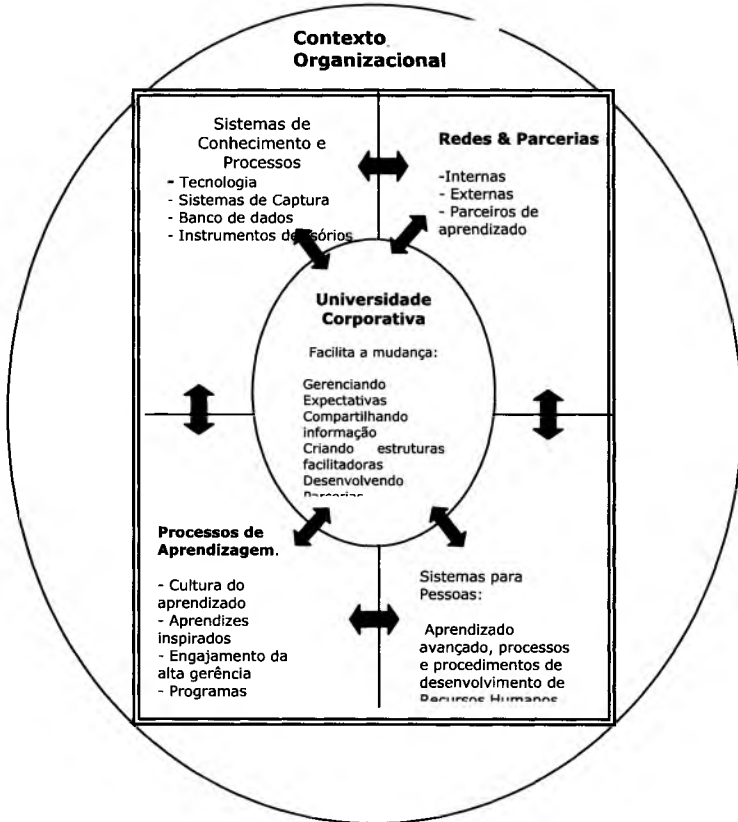 Contexto
Organizacional
Sistemas de
Conhecimento e
Processos
- Tecnologia
- Sistemas de Captura
- Banco de dados
- Instrumentos de
Redes & Parcerias
-Internas
- Externas
- Parceiros de
aprendizado
Universidade
Corporativa
Facilita a mudança:
Gerenciando
Expectativas
Compartilhando
informação
Criando estruturas
facilitadoras
Desenvolvendo
Parcerias
Processos de
Aprendizagem.
- Cultura do
aprendizado
- Aprendizes
inspirados
- Engajamento da
alta gerência
- Programas
Sistemas para
Pessoas:
Aprendizado
avançado, processos
e procedimentos de
desenvolvimento de
Recursos Humanos